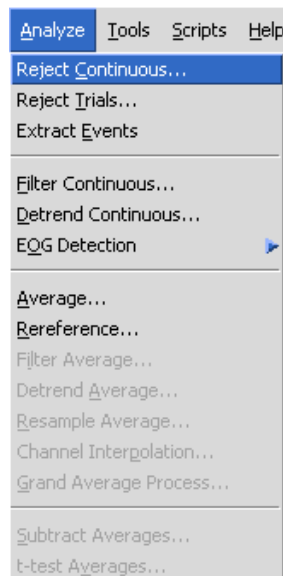 Analyze Tools Scripts Help
Reject Continuous...
Reject Trials...
Extract Events
Filter Continuous...
Detrend Continuous...
EOG Detection
Average...
Rereference...
Filter Average...
Detrend Average...
Resample Average...
Channel Interpolation...
Grand Average Process...
Subtract Averages...
t-test Averages...